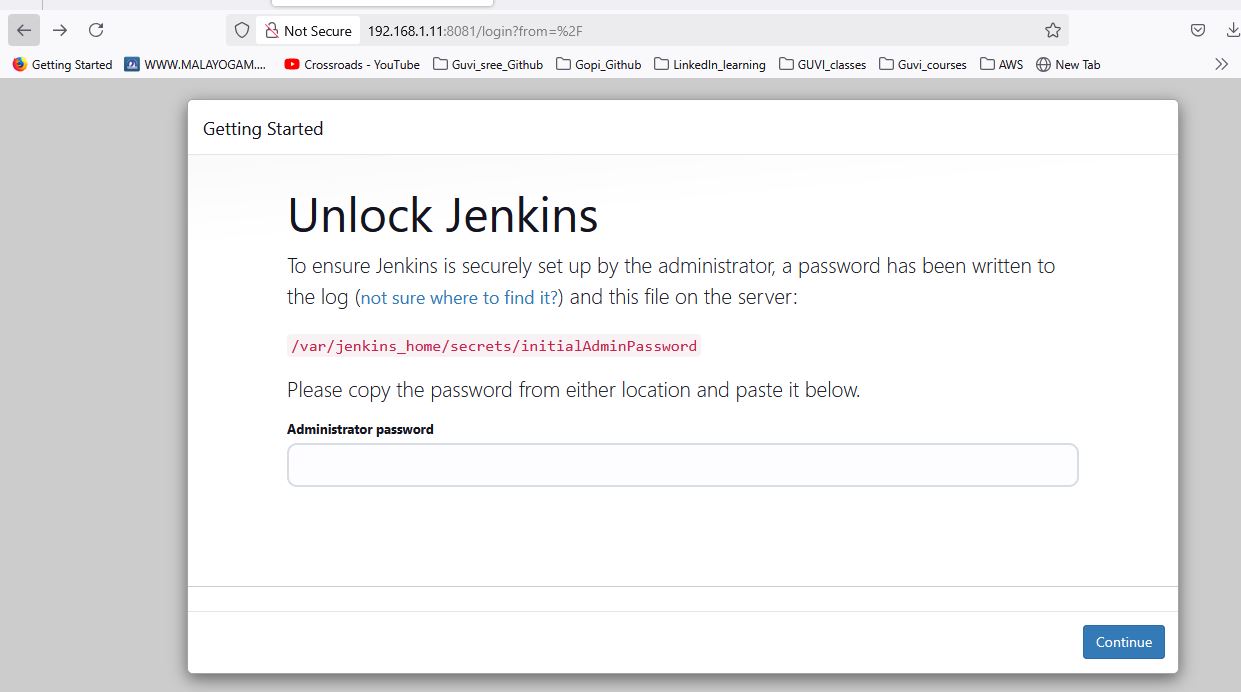 Not Secure 192.168.1.11:8081/login?from=%2F
Getting Started WWW.MALAYOGAM.... Crossroads - YouTube Guvi_sree_Github Gopi_Github LinkedIn_learning GUVI_classes Guvi_courses AWS New Tab
Getting Started
Unlock Jenkins
To ensure Jenkins is securely set up by the administrator, a password has been written to
the log (not sure where to find it?) and this file on the server:
/var/jenkins_home/secrets/initialAdminPassword
Please copy the password from either location and paste it below.
Administrator password
Continue